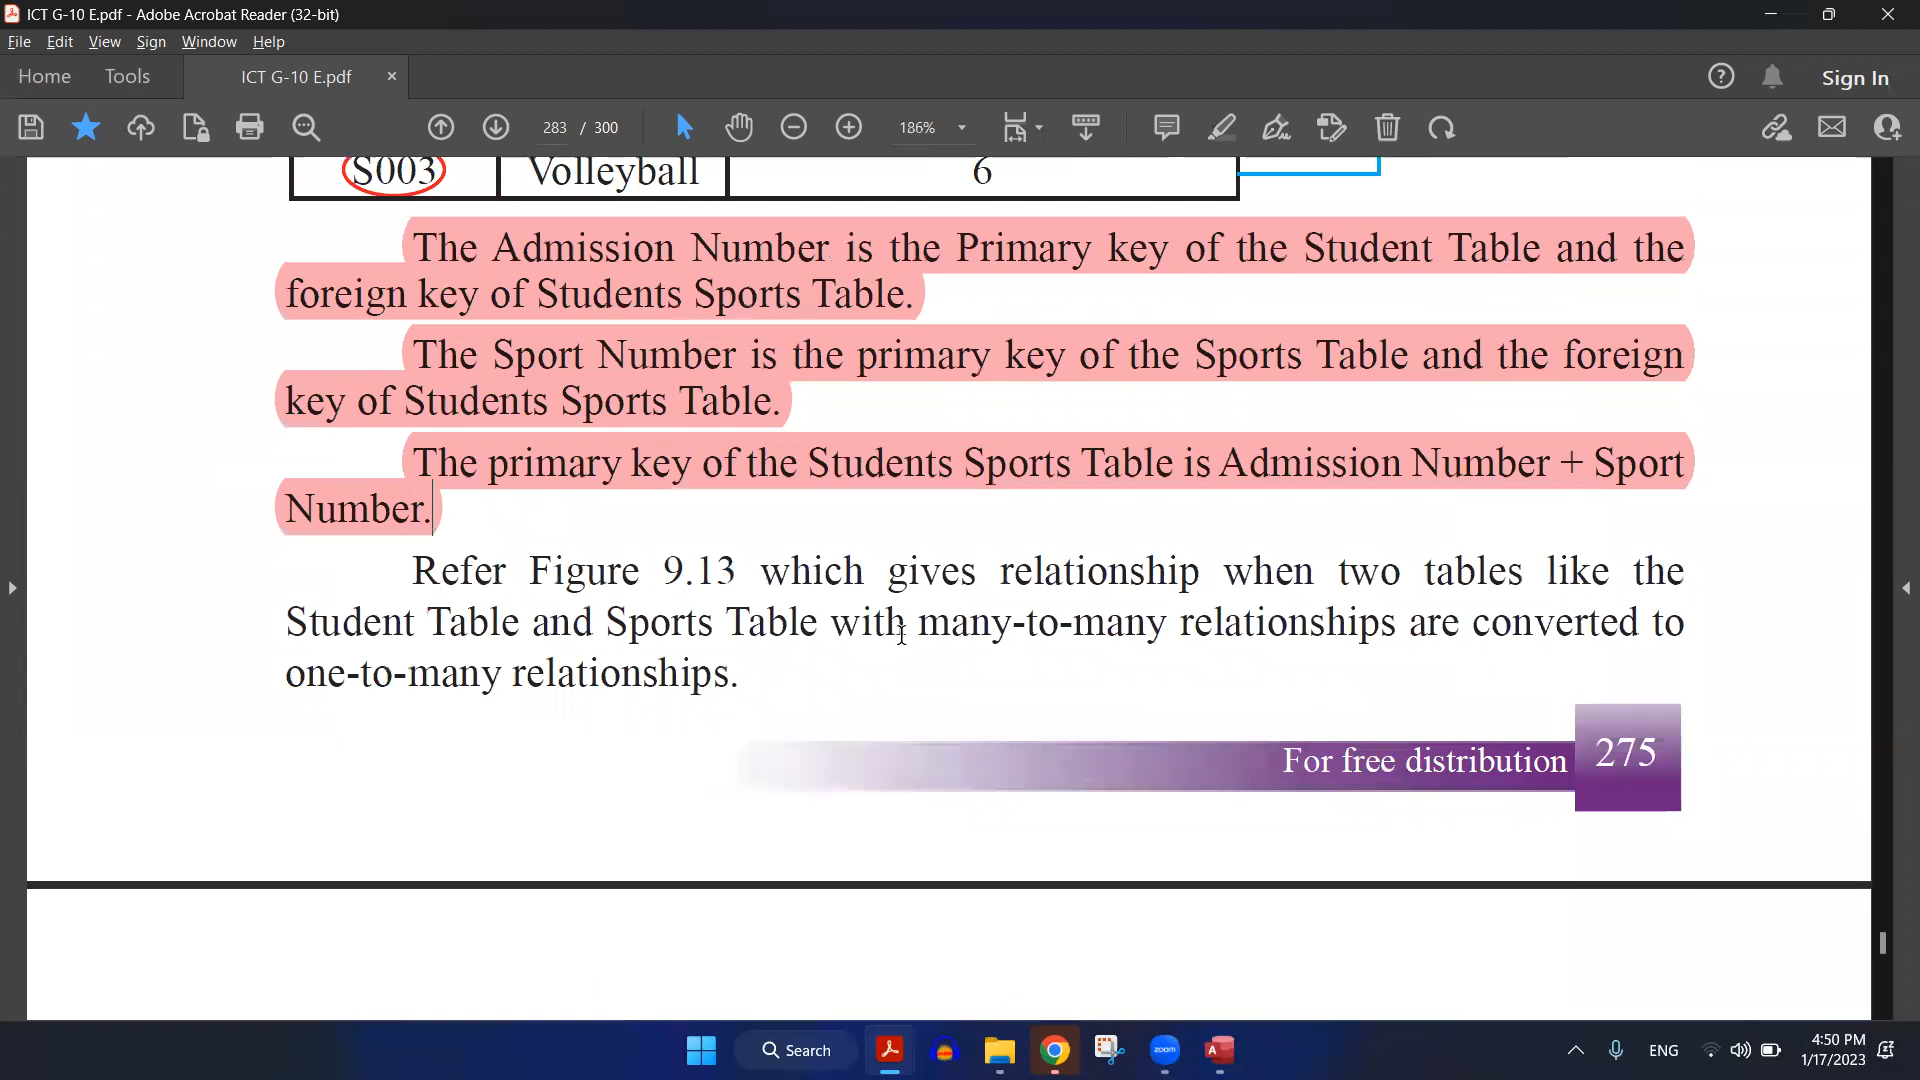 ICT G-10 E.pdf - Adobe Acrobat Reader (32-bit)
File Edit View Sign Window Help
Home Tools ICT G-10 E.pdf × Sign In
283 / 300 186%
S003 Volleyball 6
The Admission Number is the Primary key of the Student Table and the
foreign key of Students Sports Table.
The Sport Number is the primary key of the Sports Table and the foreign
key of Students Sports Table.
The primary key of the Students Sports Table is Admission Number + Sport
Number.
Refer Figure 9.13 which gives relationship when two tables like the
Student Table and Sports Table with many-to-many relationships are converted to
one-to-many relationships.
For free distribution 275
Search zoom ENG 4:50 PM
1/17/2023